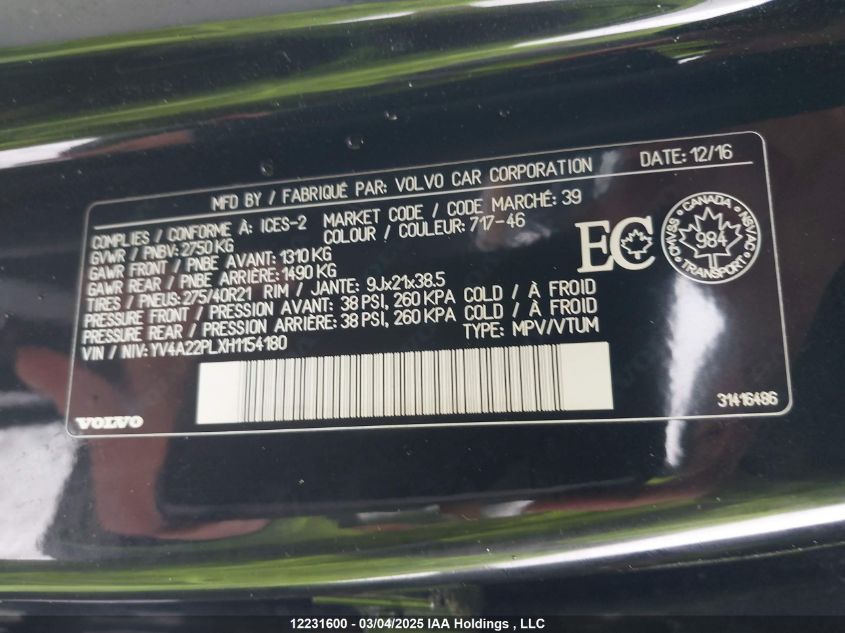 MFD BY / FABRIQUÉ PAR: VOLVO CAR CORPORATION DATE: 12/16
COMPLIES / CONFORME À: ICES-2 MARKET CODE / CODE MARCHÉ: 39
GVWR / PNBV: 2750 KG COLOUR / COULEUR: 717-46
GAWR FRONT / PNBE AVANT: 1310 KG
GAWR REAR / PNBE ARRIÈRE: 1490 KG
TIRES / PNEUS: 275/40R21 RIM / JANTE: 9Jx21x38.5
PRESSURE FRONT / PRESSION AVANT: 38 PSI, 260 KPA COLD / À FROID
PRESSURE REAR / PRESSION ARRIÈRE: 38 PSI, 260 KPA COLD / À FROID
VIN / NIV: YV4A22PLXH1154180 TYPE: MPV/VTUM
EC
CANADA
CMVSS 984 NSVAC
TRANSPORT
VOLVO 31416486
12231600 - 03/04/2025 IAA Holdings , LLC